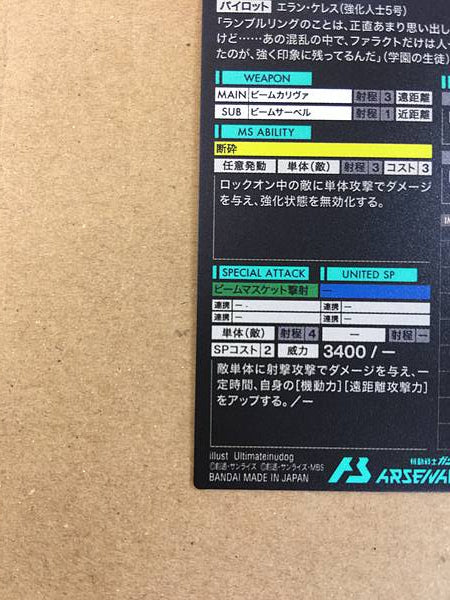 パイロット エラン・ケレス(強化人士5号)
「ランブルリングのことは、正直あまり思い出し
けど……あの混乱の中で、ファラクトだけは人
たのが、強く印象に残ってるんだ」(学園の生徒)
WEAPON
MAIN ビームカリヴァ 射程 3 遠距離
SUB ビームサーベル 射程 1 近距離
MS ABILITY
断砕
任意発動 単体(敵) 射程 3 コスト 3
ロックオン中の敵に単体攻撃でダメージ
を与え、強化状態を無効化する。
SPECIAL ATTACK UNITED SP
ビームマスケット撃射 ー
連携 ー 連携 ー
連携 ー 連携 ー
単体(敵) 射程 4 ー 射程 ー
SPコスト 2 威力 3400 / ー
敵単体に射撃攻撃でダメージを与え、一
定時間、自身の[機動力][遠距離攻撃力]
をアップする。/ー
illust Ultimateinudog
©創通・サンライズ ©創通・サンライズ・MBS
BANDAI MADE IN JAPAN
機動戦士ガン
ARSENA